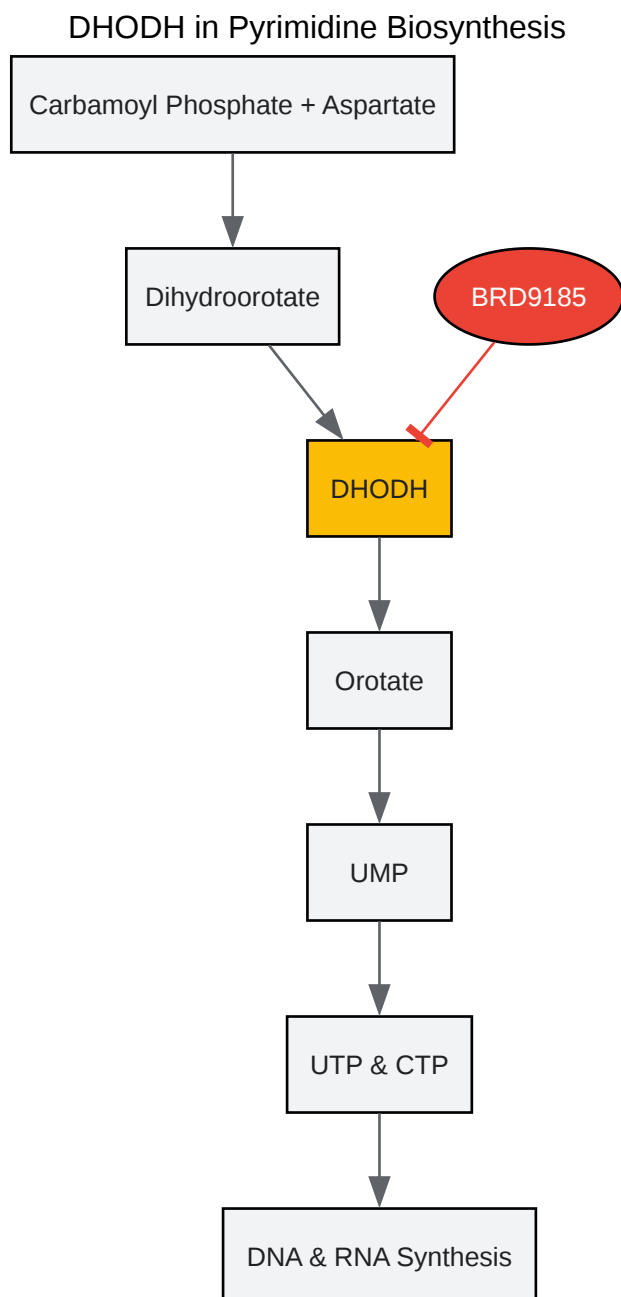 DHODH in Pyrimidine Biosynthesis
Carbamoyl Phosphate + Aspartate
Dihydroorotate
BRD9185
DHODH
Orotate
UMP
UTP & CTP
DNA & RNA Synthesis